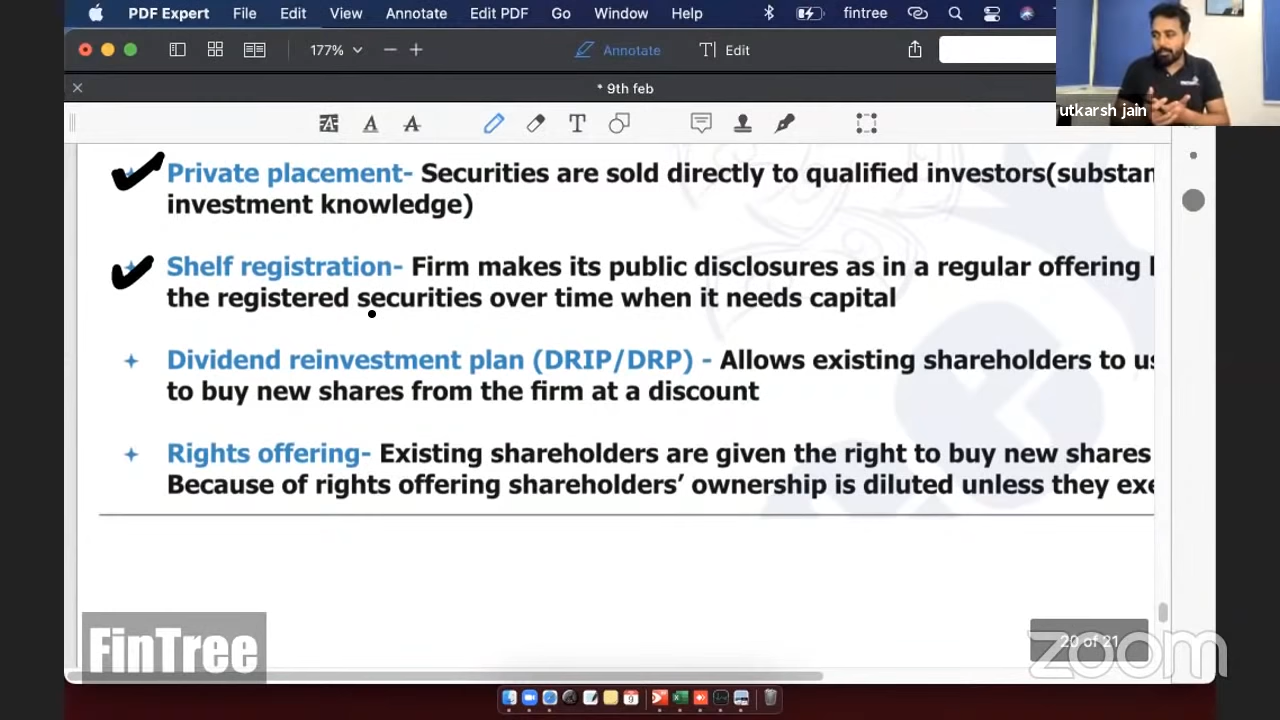 PDF Expert File Edit View Annotate Edit PDF Go Window Help fintree
177% Annotate T Edit
* 9th feb
utkarsh jain
Private placement- Securities are sold directly to qualified investors(substan
investment knowledge)
Shelf registration- Firm makes its public disclosures as in a regular offering
the registered securities over time when it needs capital
Dividend reinvestment plan (DRIP/DRP) - Allows existing shareholders to us
to buy new shares from the firm at a discount
Rights offering- Existing shareholders are given the right to buy new shares
Because of rights offering shareholders’ ownership is diluted unless they exe
FinTree
20 of 21
zoom